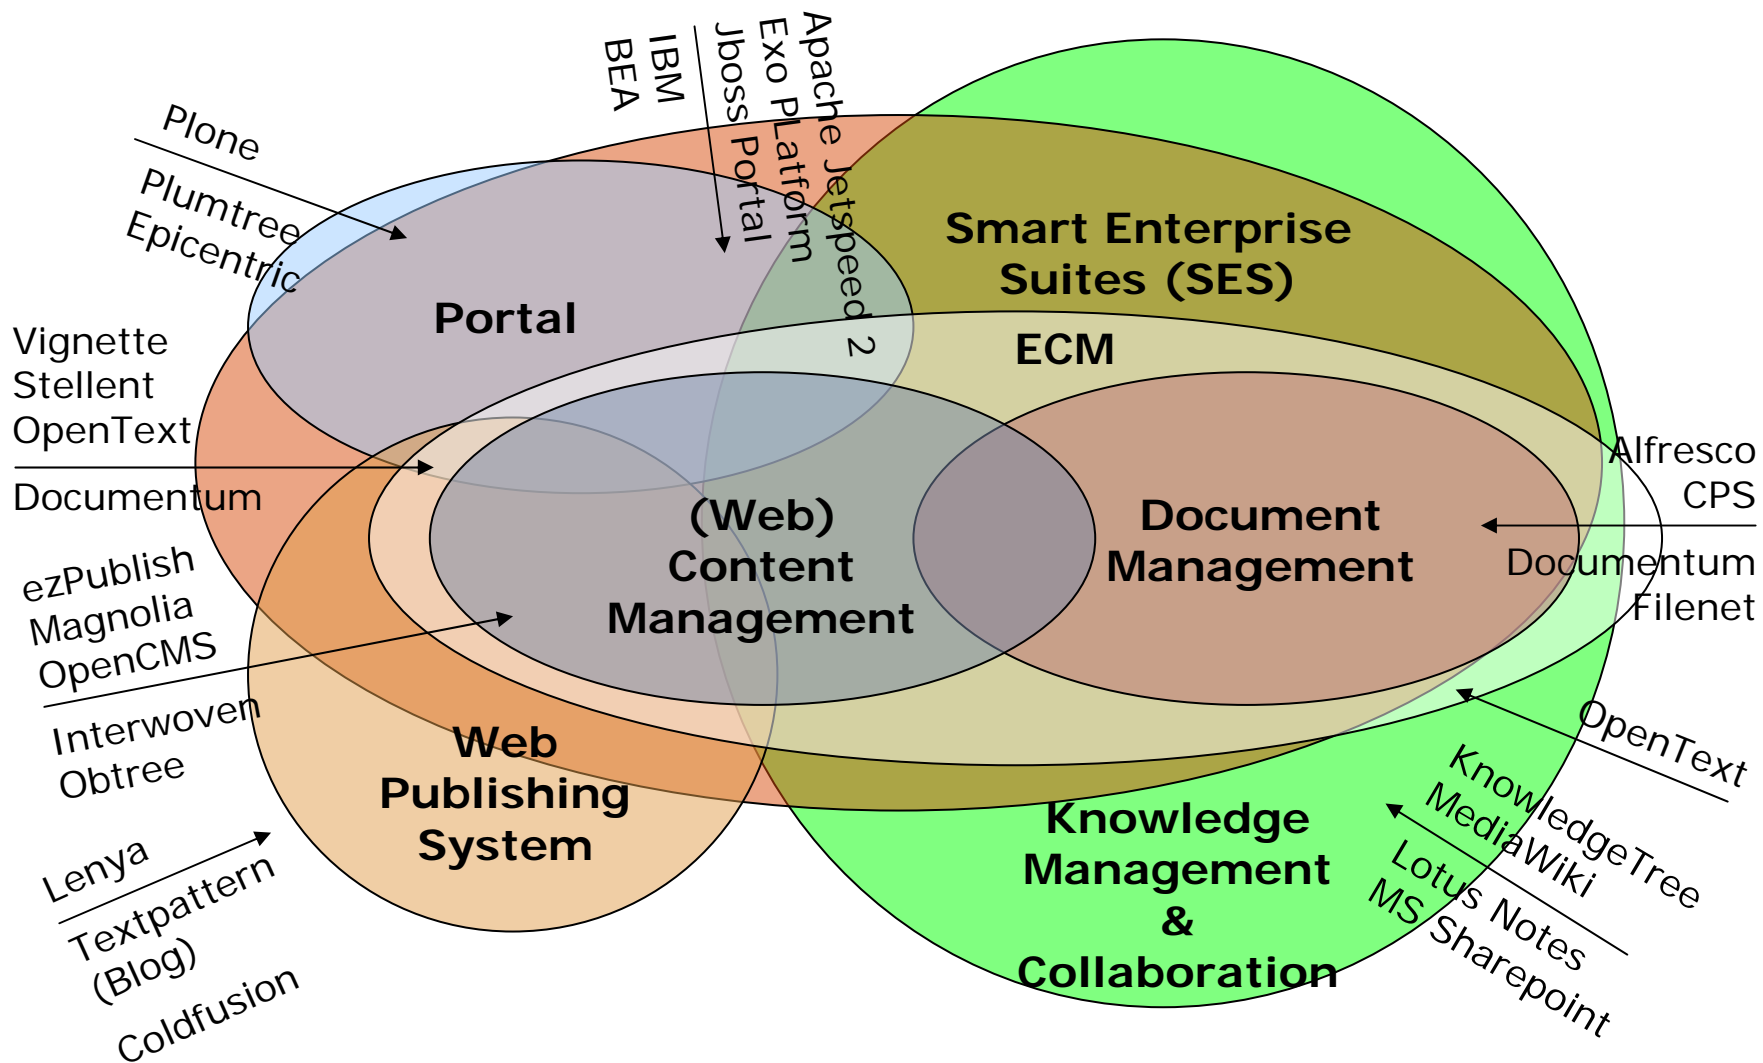 IBM
BEA
Apache Jetspeed 2
Exo PLatform
Jboss Portal
Plone
Plumtree
Epicentric
Smart Enterprise
Suites (SES)
Portal
ECM
Vignette
Stellent
OpenText
Documentum
(Web)
Content
Management
Document
Management
Alfresco
CPS
Documentum
Filenet
ezPublish
Magnolia
OpenCMS
Interwoven
Obtree
Web
Publishing
System
Knowledge
Management
&
Collaboration
OpenText
KnowledgeTree
MediaWiki
Lotus Notes
MS Sharepoint
Lenya
Textpattern
(Blog)
Coldfusion